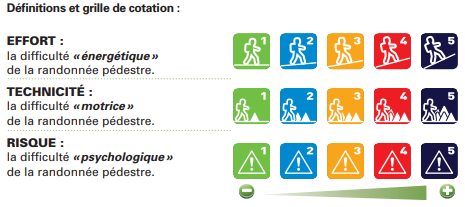 Définitions et grille de cotation :
EFFORT :
la difficulté «énergétique»
de la randonnée pédestre.
1 2 3 4 5
TECHNICITÉ :
la difficulté «motrice»
de la randonnée pédestre.
1 2 3 4 5
RISQUE :
la difficulté «psychologique»
de la randonnée pédestre.
1 2 3 4 5
− +